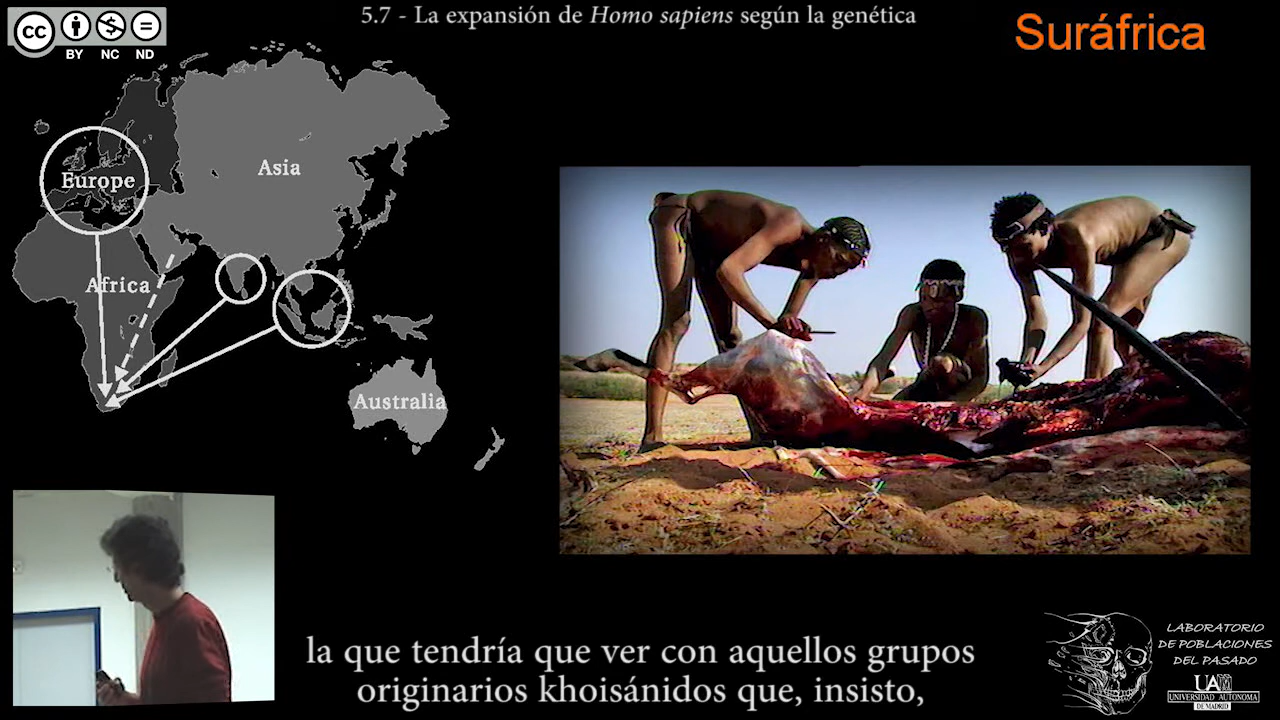 5.7 - La expansión de Homo sapiens según la genética
Suráfrica
cc
BY NC ND
Asia
Europe
Africa
Australia
la que tendría que ver con aquellos grupos
originarios khoisánidos que, insisto,
LABORATORIO
DE POBLACIONES
DEL PASADO
UAM
UNIVERSIDAD AUTONOMA
DE MADRID